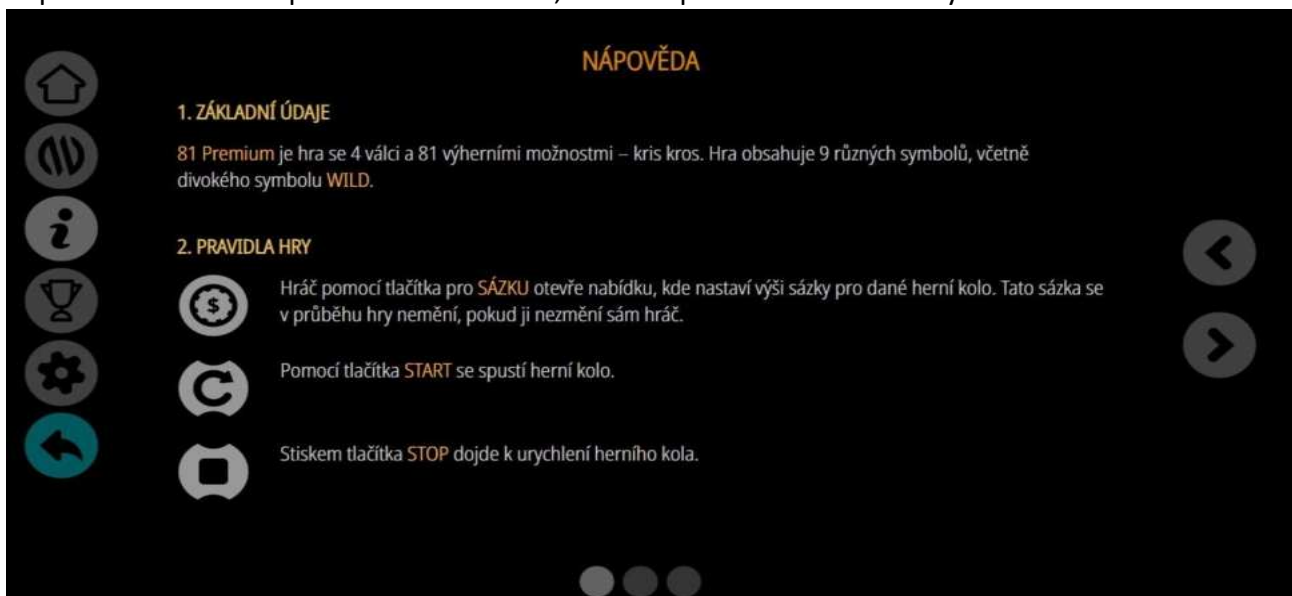 NÁPOVĚDA
1. ZÁKLADNÍ ÚDAJE
81 Premium je hra se 4 válci a 81 výherními možnostmi – kris kros. Hra obsahuje 9 různých symbolů, včetně
divokého symbolu WILD.
2. PRAVIDLA HRY
Hráč pomocí tlačítka pro SÁZKU otevře nabídku, kde nastaví výši sázky pro dané herní kolo. Tato sázka se
v průběhu hry nemění, pokud ji nezmění sám hráč.
Pomocí tlačítka START se spustí herní kolo.
Stiskem tlačítka STOP dojde k urychlení herního kola.